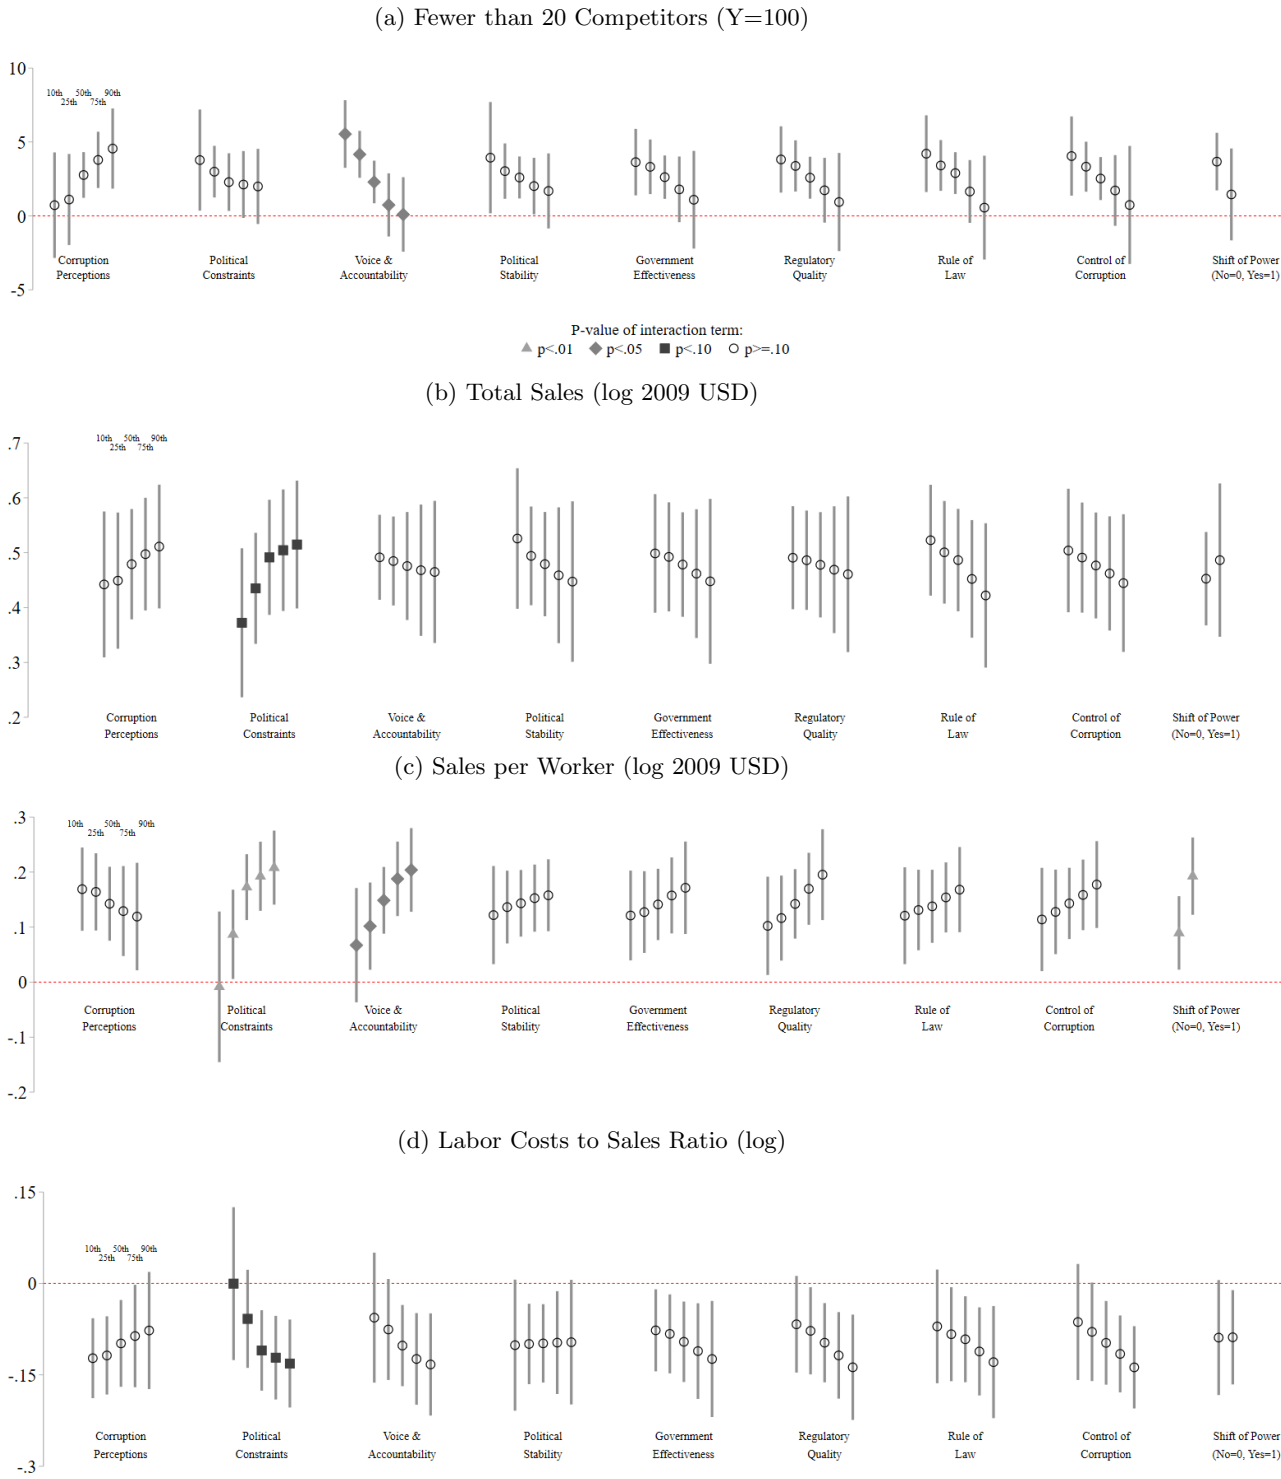 (a) Fewer than 20 Competitors (Y=100)
10
5
0
-5
10th 50th 90th
25th 75th
Corruption Political Voice & Political Government Regulatory Rule of Control of Shift of Power
Perceptions Constraints Accountability Stability Effectiveness Quality Law Corruption (No=0, Yes=1)
P-value of interaction term:
p<.01 p<.05 p<.10 p>=.10
(b) Total Sales (log 2009 USD)
.7
.6
.5
.4
.3
.2
10th 50th 90th
25th 75th
Corruption Political Voice & Political Government Regulatory Rule of Control of Shift of Power
Perceptions Constraints Accountability Stability Effectiveness Quality Law Corruption (No=0, Yes=1)
(c) Sales per Worker (log 2009 USD)
.3
.2
.1
0
-.1
-.2
10th 50th 90th
25th 75th
Corruption Political Voice & Political Government Regulatory Rule of Control of Shift of Power
Perceptions Constraints Accountability Stability Effectiveness Quality Law Corruption (No=0, Yes=1)
(d) Labor Costs to Sales Ratio (log)
.15
0
-.15
-.3
10th 50th 90th
25th 75th
Corruption Political Voice & Political Government Regulatory Rule of Control of Shift of Power
Perceptions Constraints Accountability Stability Effectiveness Quality Law Corruption (No=0, Yes=1)